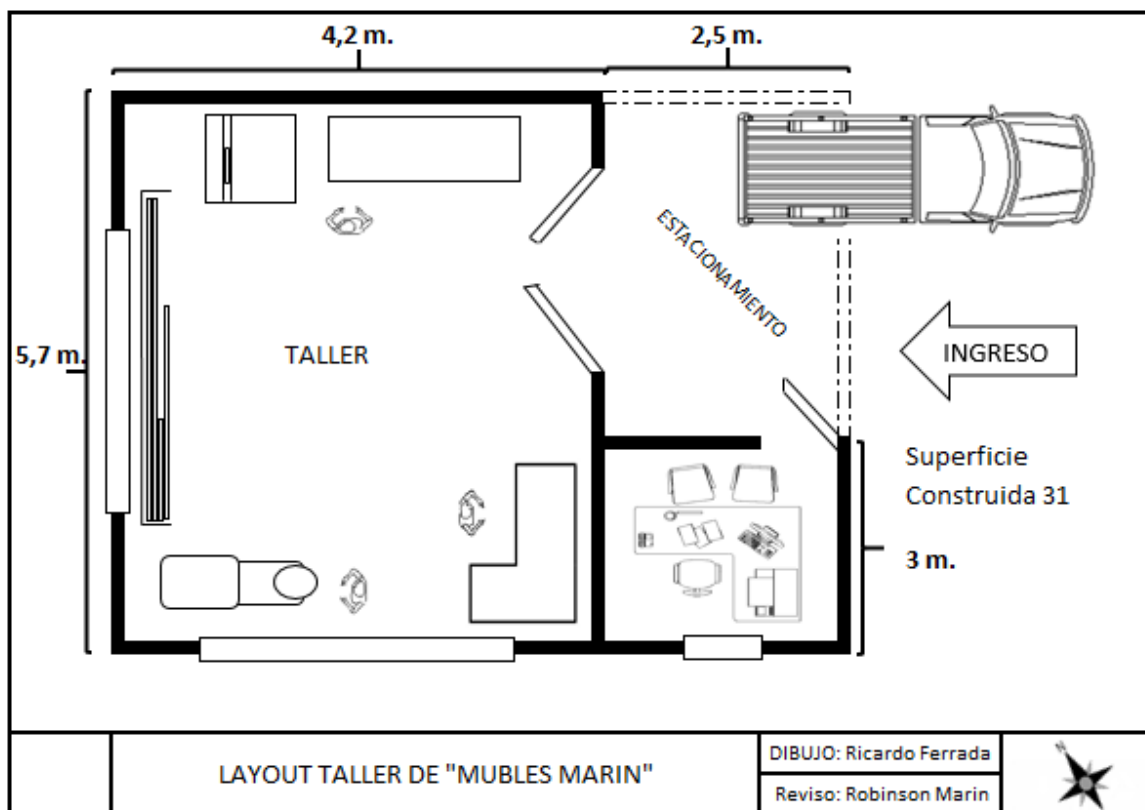 4,2 m.
2,5 m.
ESTACIONAMIENTO
5,7 m.
TALLER
INGRESO
Superficie
Construida 31
3 m.
LAYOUT TALLER DE "MUBLES MARIN"
DIBUJO: Ricardo Ferrada
Reviso: Robinson Marin
N